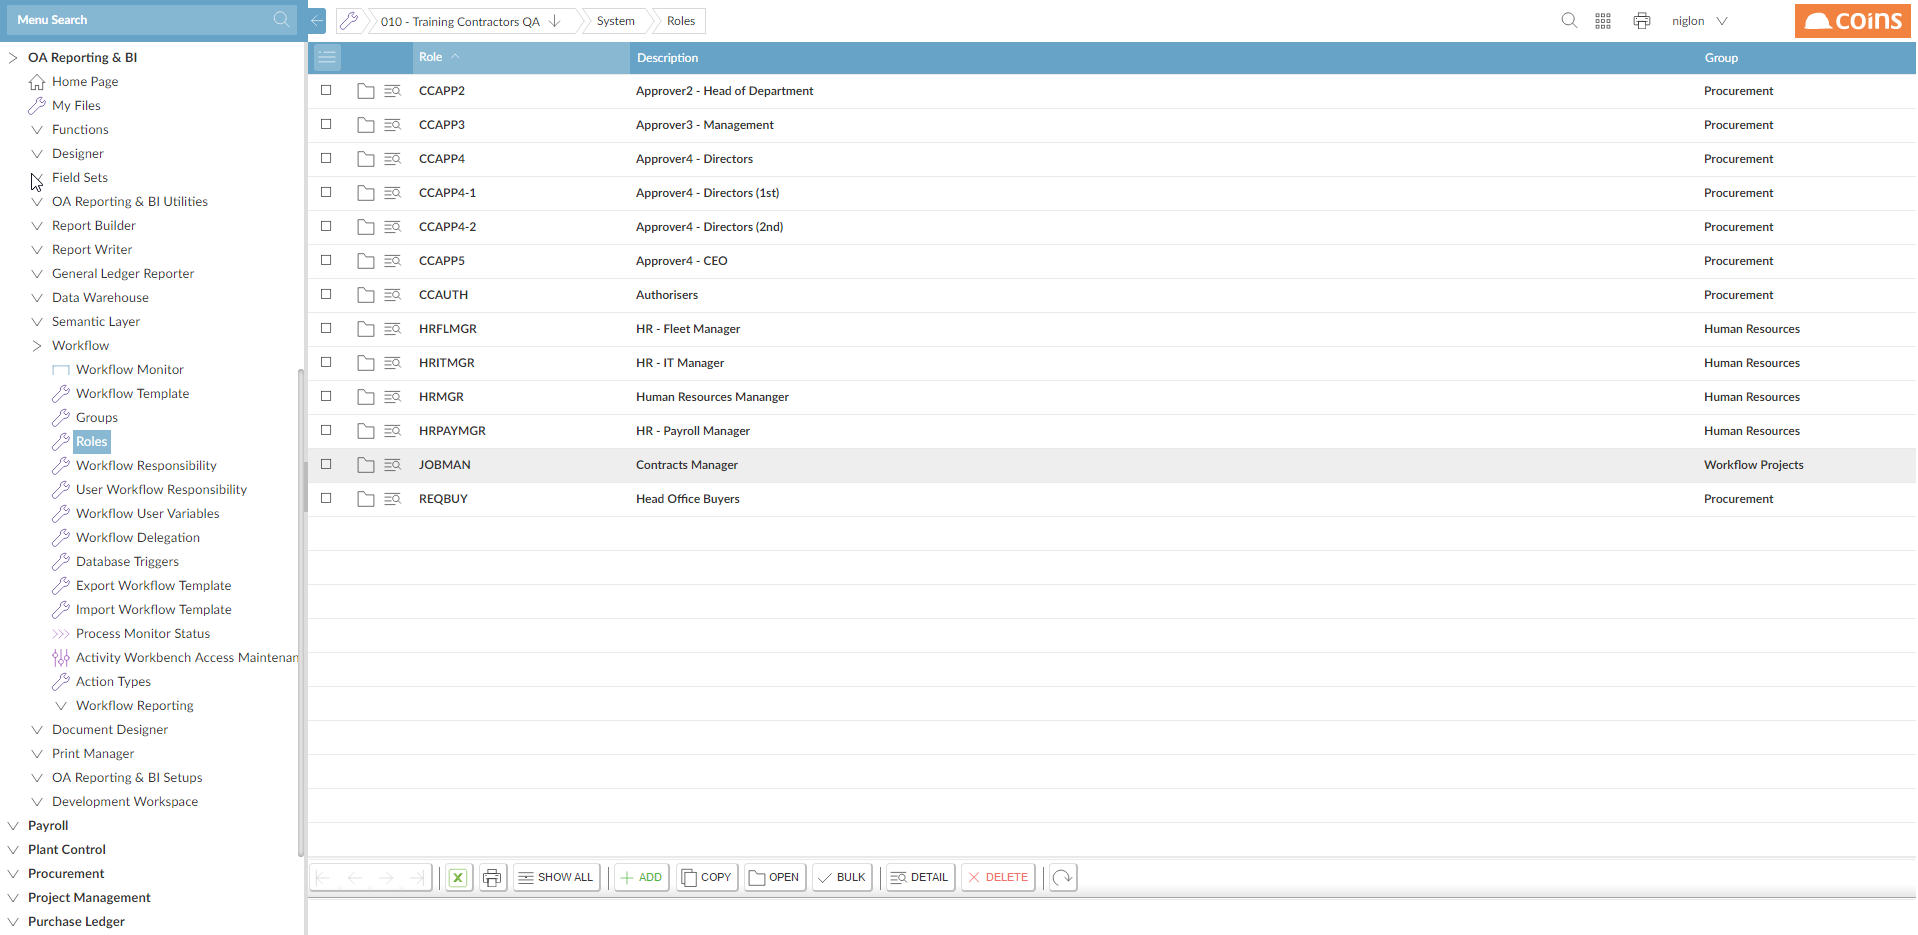 Menu Search
010 - Training Contractors QA
System
Roles
niglon
coins
OA Reporting & BI
Home Page
My Files
Functions
Designer
Field Sets
OA Reporting & BI Utilities
Report Builder
Report Writer
General Ledger Reporter
Data Warehouse
Semantic Layer
Workflow
Workflow Monitor
Workflow Template
Groups
Roles
Workflow Responsibility
User Workflow Responsibility
Workflow User Variables
Workflow Delegation
Database Triggers
Export Workflow Template
Import Workflow Template
Process Monitor Status
Activity Workbench Access Maintenan
Action Types
Workflow Reporting
Document Designer
Print Manager
OA Reporting & BI Setups
Development Workspace
Payroll
Plant Control
Procurement
Project Management
Purchase Ledger
Role Description Group
CCAPP2 Approver2 - Head of Department Procurement
CCAPP3 Approver3 - Management Procurement
CCAPP4 Approver4 - Directors Procurement
CCAPP4-1 Approver4 - Directors (1st) Procurement
CCAPP4-2 Approver4 - Directors (2nd) Procurement
CCAPP5 Approver4 - CEO Procurement
CCAUTH Authorisers Procurement
HRFLMGR HR - Fleet Manager Human Resources
HRITMGR HR - IT Manager Human Resources
HRMGR Human Resources Mananger Human Resources
HRPAYMGR HR - Payroll Manager Human Resources
JOBMAN Contracts Manager Workflow Projects
REQBUY Head Office Buyers Procurement
SHOW ALL ADD COPY OPEN BULK DETAIL DELETE